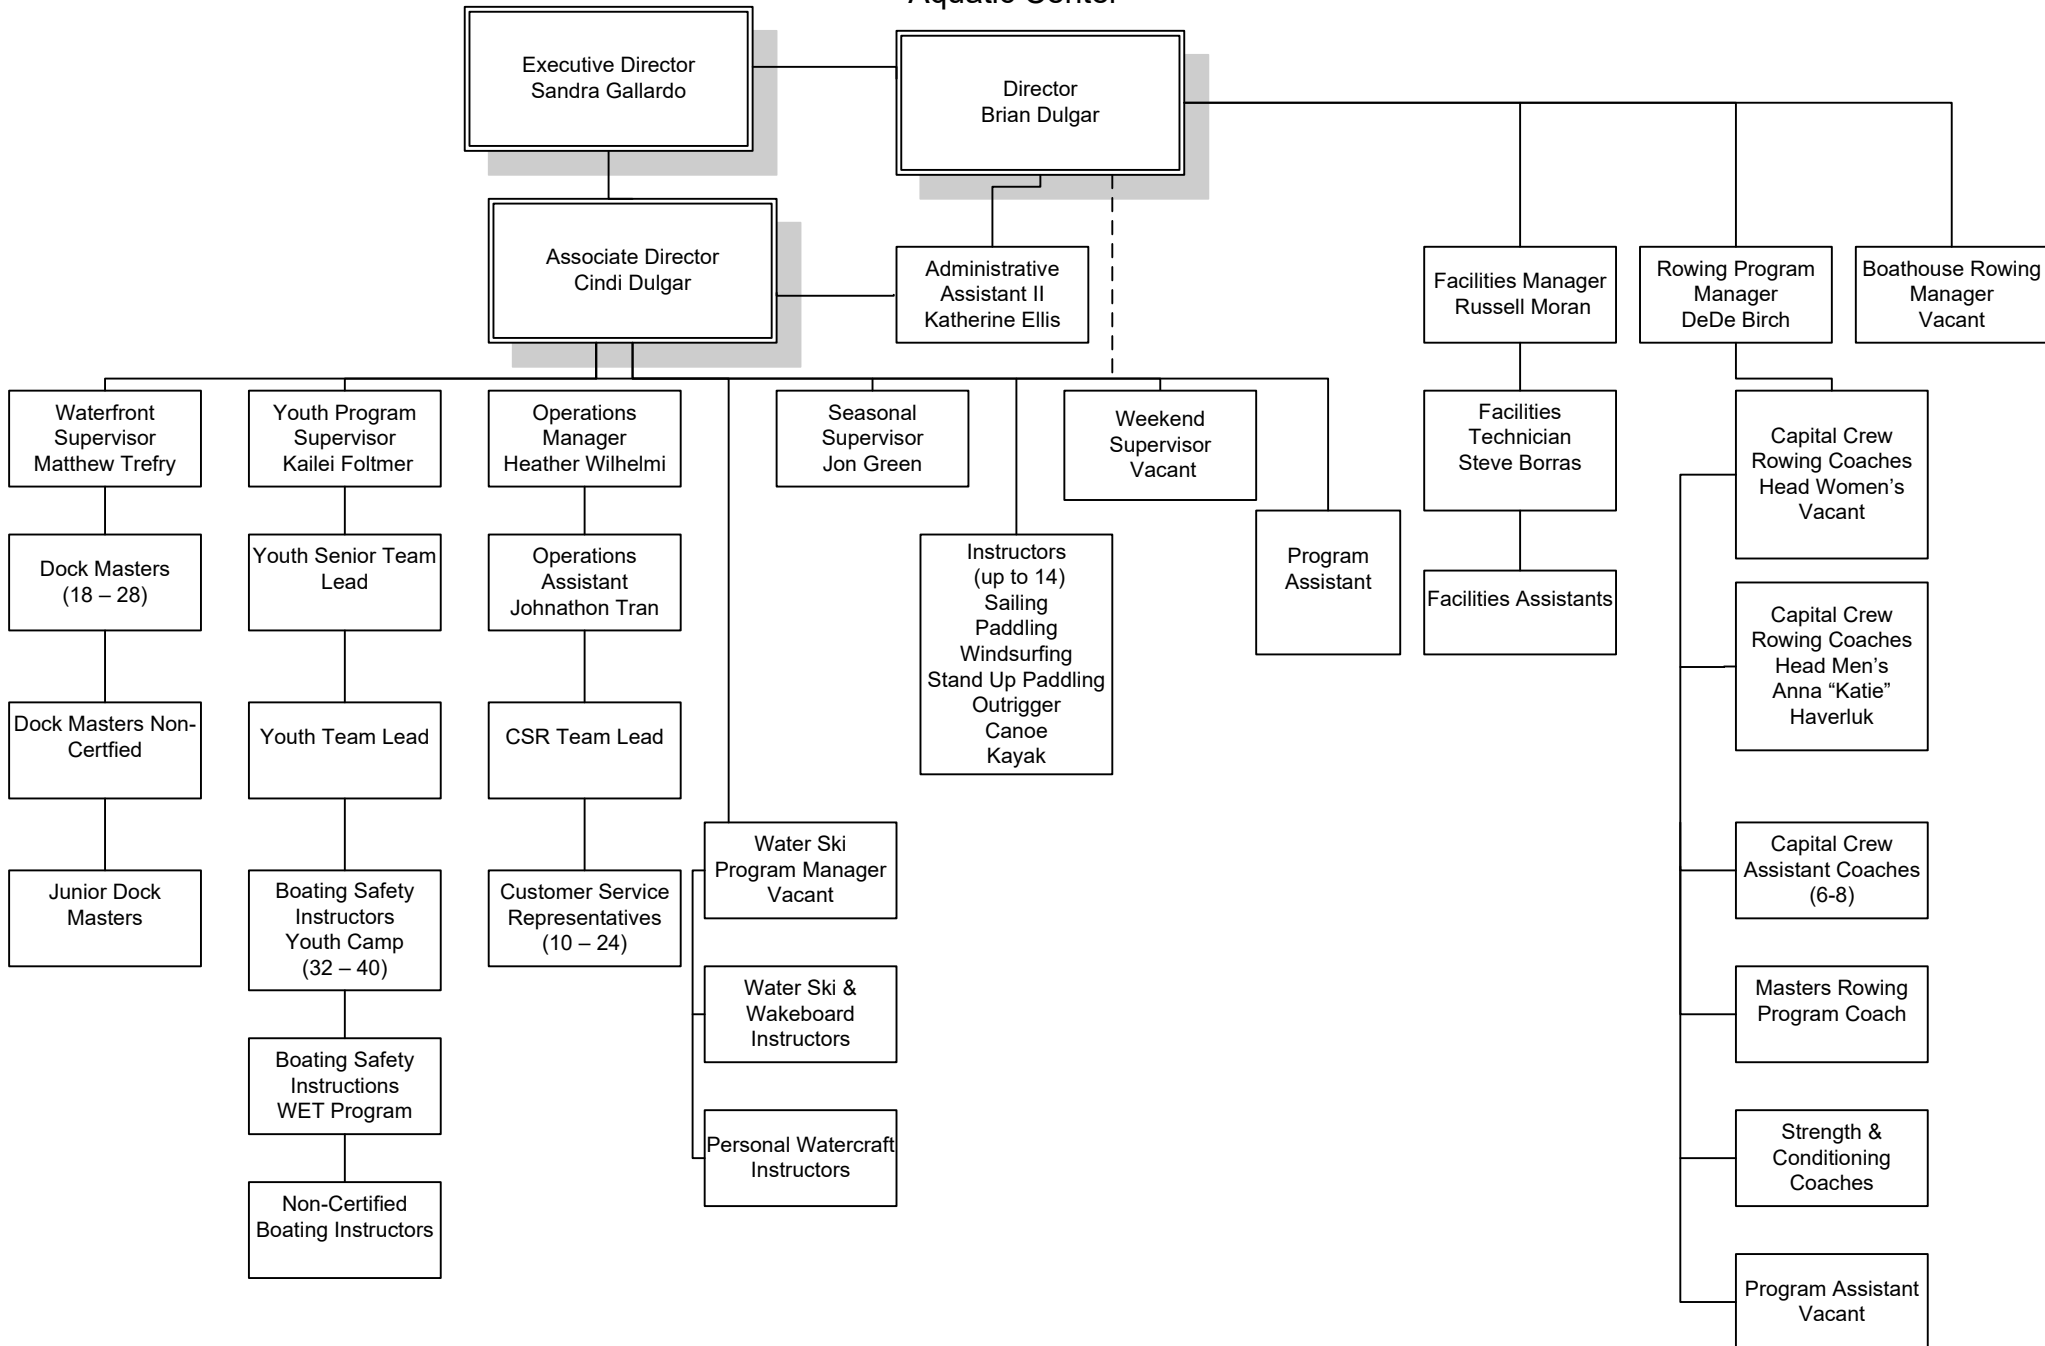 Aquatic Center
Executive Director
Sandra Gallardo
Director
Brian Dulgar
Associate Director
Cindi Dulgar
Administrative
Assistant II
Katherine Ellis
Facilities Manager
Russell Moran
Rowing Program
Manager
DeDe Birch
Boathouse Rowing
Manager
Vacant
Waterfront
Supervisor
Matthew Trefry
Youth Program
Supervisor
Kailei Foltmer
Operations
Manager
Heather Wilhelmi
Seasonal
Supervisor
Jon Green
Weekend
Supervisor
Vacant
Facilities
Technician
Steve Borras
Capital Crew
Rowing Coaches
Head Women’s
Vacant
Dock Masters
(18 – 28)
Youth Senior Team
Lead
Operations
Assistant
Johnathon Tran
Instructors
(up to 14)
Sailing
Paddling
Windsurfing
Stand Up Paddling
Outrigger
Canoe
Kayak
Program
Assistant
Facilities Assistants
Capital Crew
Rowing Coaches
Head Men’s
Anna “Katie”
Haverluk
Dock Masters Non-
Certfied
Youth Team Lead
CSR Team Lead
Water Ski
Program Manager
Vacant
Capital Crew
Assistant Coaches
(6-8)
Junior Dock
Masters
Boating Safety
Instructors
Youth Camp
(32 – 40)
Customer Service
Representatives
(10 – 24)
Water Ski &
Wakeboard
Instructors
Masters Rowing
Program Coach
Boating Safety
Instructions
WET Program
Personal Watercraft
Instructors
Strength &
Conditioning
Coaches
Non-Certified
Boating Instructors
Program Assistant
Vacant